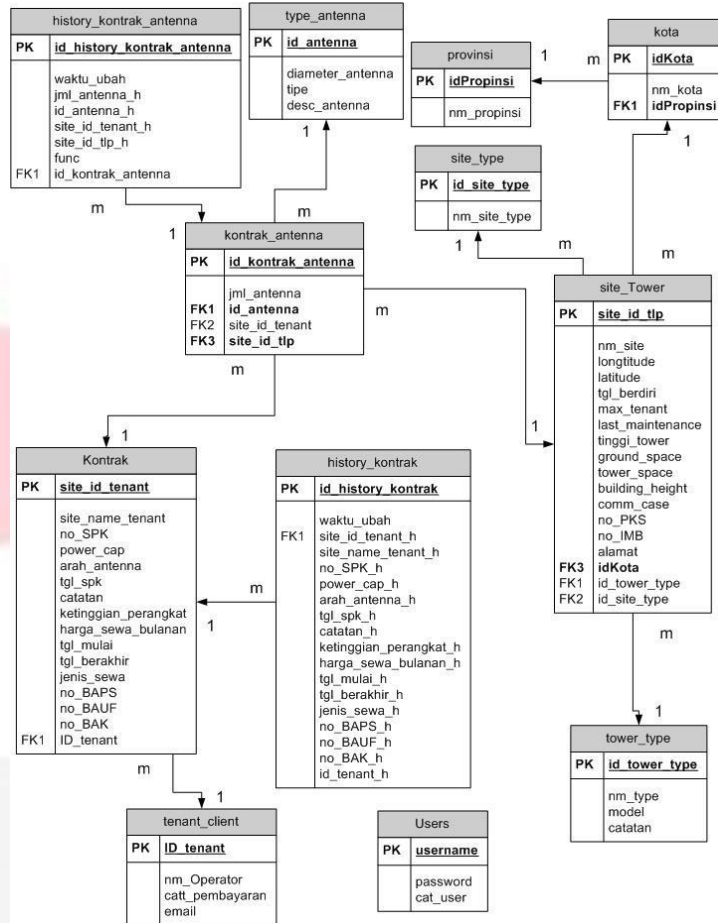 history_kontrak_antenna
PK id_history_kontrak_antenna
waktu_ubah
jml_antenna_h
id_antenna_h
site_id_tenant_h
site_id_tlp_h
func
FK1 id_kontrak_antenna
type_antenna
PK id_antenna
diameter_antenna
tipe
desc_antenna
provinsi
PK idPropinsi
nm_propinsi
1
m
kota
PK idKota
nm_kota
FK1 idPropinsi
1
1
site_type
PK id_site_type
nm_site_type
1
m
m
m
1
m
kontrak_antenna
PK id_kontrak_antenna
jml_antenna
FK1 id_antenna
FK2 site_id_tenant
FK3 site_id_tlp
m
m
1
1
site_Tower
PK site_id_tlp
nm_site
longtitude
latitude
tgl_berdiri
max_tenant
last_maintenance
tinggi_tower
ground_space
tower_space
building_height
comm_case
no_PKS
no_IMB
alamat
FK3 idKota
FK1 id_tower_type
FK2 id_site_type
Kontrak
PK site_id_tenant
site_name_tenant
no_SPK
power_cap
arah_antenna
tgl_spk
catatan
ketinggian_perangkat
harga_sewa_bulanan
tgl_mulai
tgl_berakhir
jenis_sewa
no_BAPS
no_BAUF
no_BAK
FK1 ID_tenant
history_kontrak
PK id_history_kontrak
waktu_ubah
FK1 site_id_tenant_h
site_name_tenant_h
no_SPK_h
power_cap_h
arah_antenna_h
tgl_spk_h
catatan_h
ketinggian_perangkat_h
harga_sewa_bulanan_h
tgl_mulai_h
tgl_berakhir_h
jenis_sewa_h
no_BAPS_h
no_BAUF_h
no_BAK_h
id_tenant_h
m
1
m
1
m
1
tower_type
PK id_tower_type
nm_type
model
catatan
tenant_client
PK ID_tenant
nm_Operator
catt_pembayaran
email
Users
PK username
password
cat_user